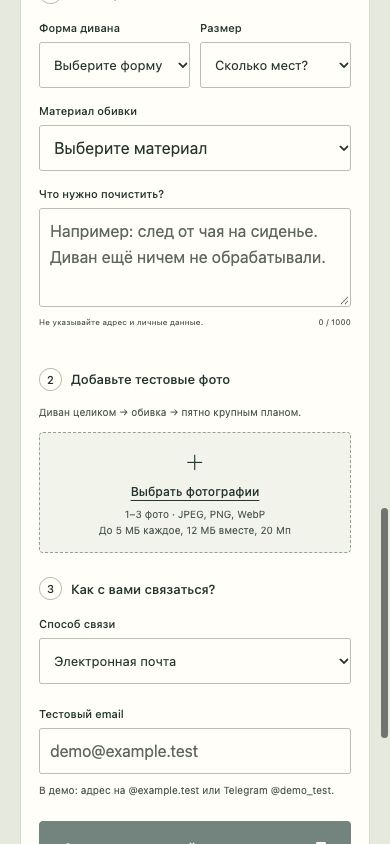 Форма дивана
Размер
Выберите форму
Сколько мест?
Материал обивки
Выберите материал
Что нужно почистить?
Например: след от чая на сиденье.
Диван ещё ничем не обрабатывали.
Не указывайте адрес и личные данные.
0 / 1000
2 Добавьте тестовые фото
Диван целиком → обивка → пятно крупным планом.
Выбрать фотографии
1–3 фото · JPEG, PNG, WebP
До 5 МБ каждое, 12 МБ вместе, 20 Мп
3 Как с вами связаться?
Способ связи
Электронная почта
Тестовый email
demo@example.test
В демо: адрес на @example.test или Telegram @demo_test.